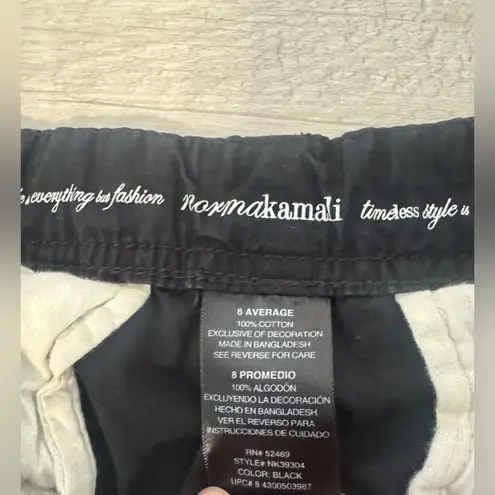 everything but fashion normakamali timeless style is
8 AVERAGE
100% COTTON
EXCLUSIVE OF DECORATION
MADE IN BANGLADESH
SEE REVERSE FOR CARE
8 PROMEDIO
100% ALGODÓN
EXCLUYENDO LA DECORACIÓN
HECHO EN BANGLADESH
VER EL REVERSO PARA
INSTRUCCIONES DE CUIDADO
RN# 52469
STYLE# NK39304
COLOR: BLACK
UPC# 8 4300503987